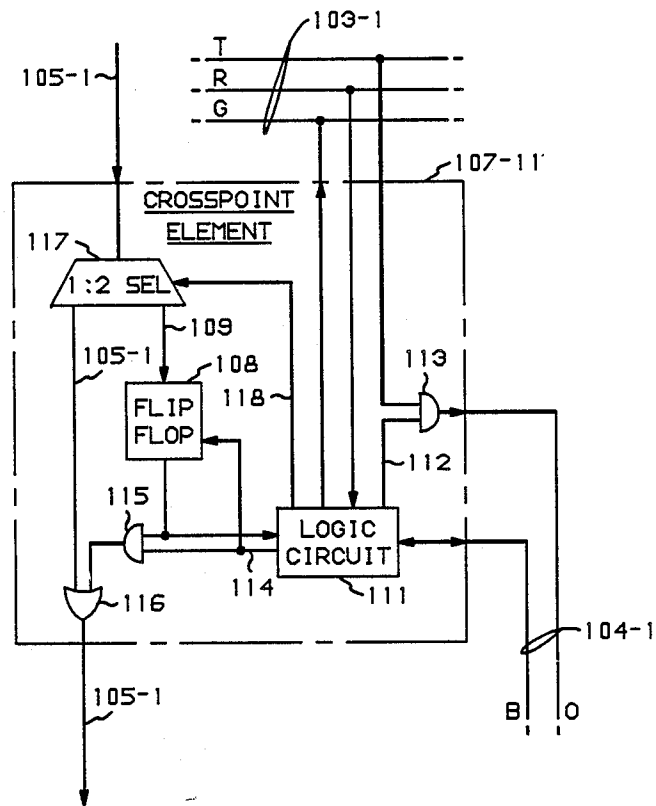 103-1
T
105-1
R
G
107-11
CROSSPOINT
ELEMENT
117
1:2 SEL
109
105-1
108
113
118
FLIP
FLOP
112
115
LOGIC
CIRCUIT
114
116
111
104-1
105-1
B
O